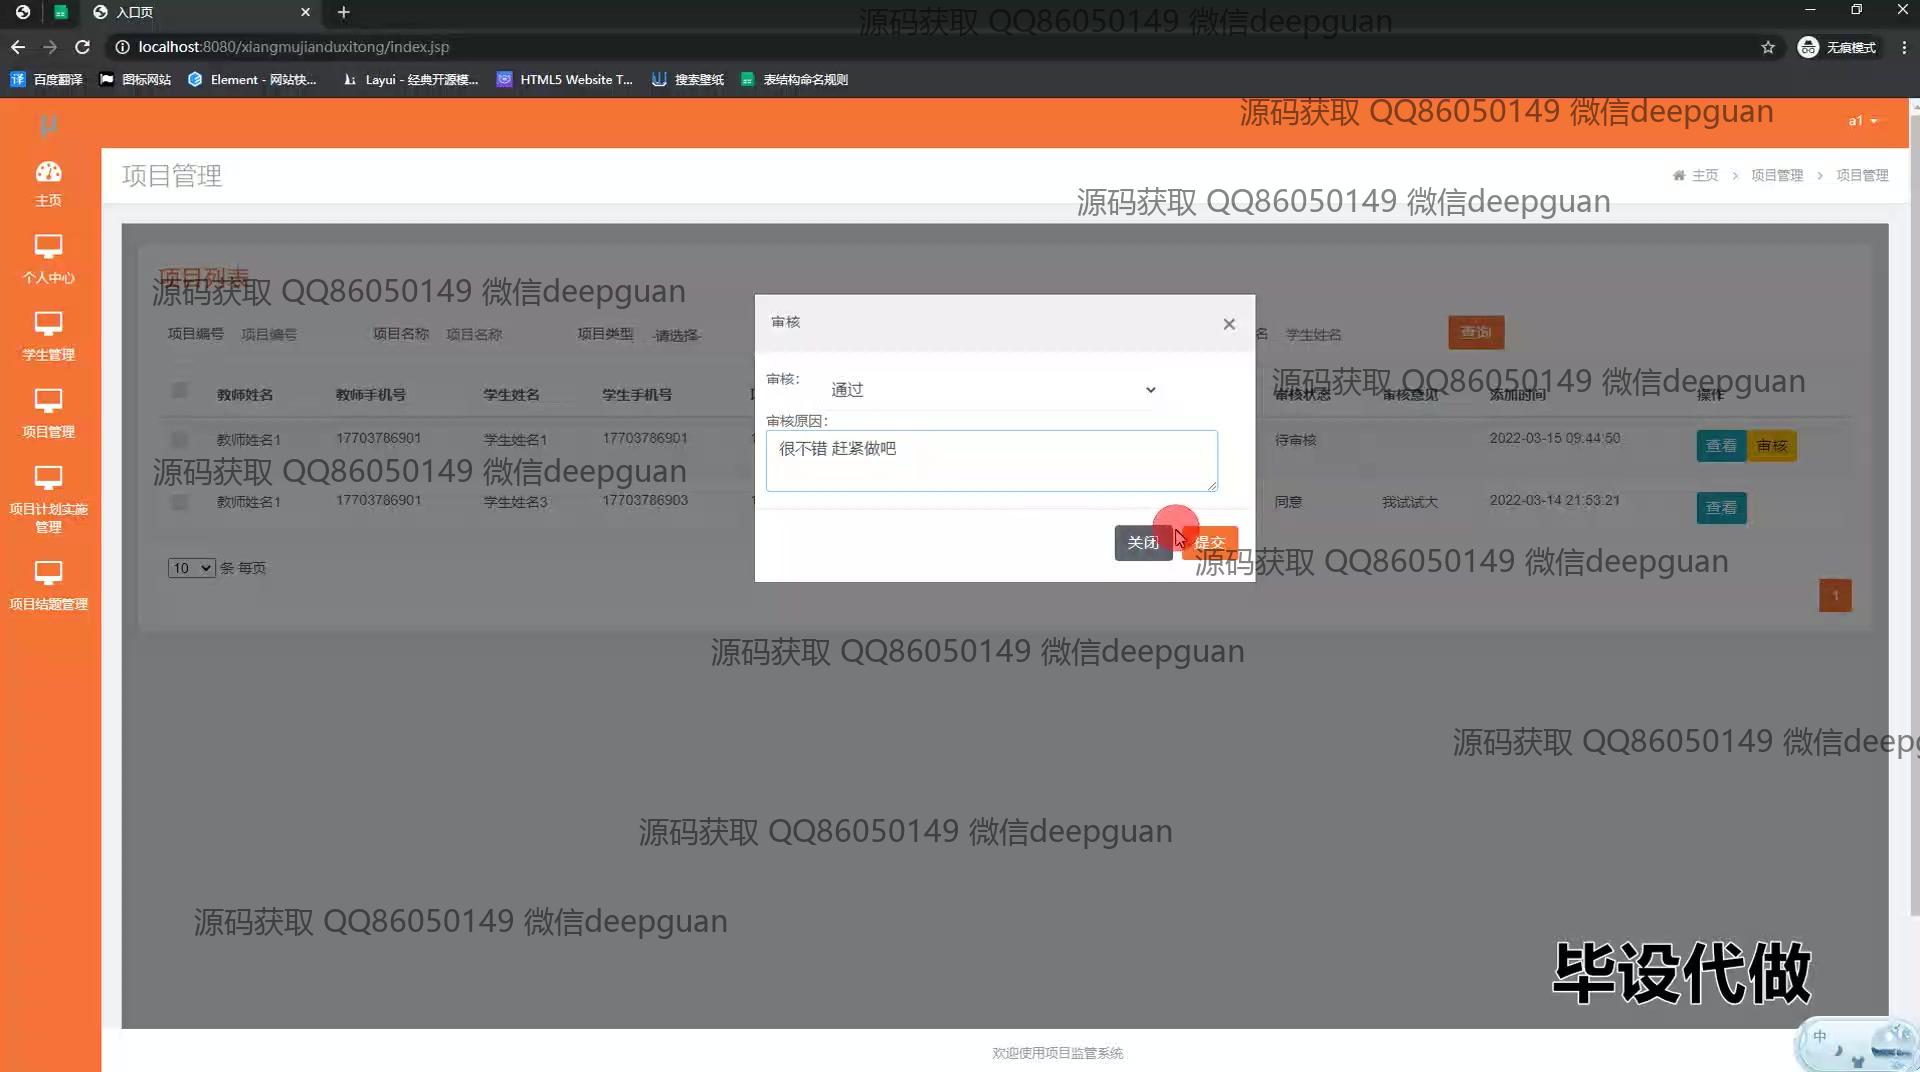 入口页
源码获取 QQ86050149 微信deepguan
localhost:8080/xiangmujianduxitong/index.jsp
无痕模式
百度翻译 图标网站 Element - 网站快... Layui - 经典开源模... HTML5 Website T... 搜索壁纸 表结构命名规则
源码获取 QQ86050149 微信deepguan
a1
主页
项目管理
主页 > 项目管理 > 项目管理
源码获取 QQ86050149 微信deepguan
个人中心
项目列表
源码获取 QQ86050149 微信deepguan
审核
×
项目编号 项目编号 项目名称 项目名称 项目类型 -请选择- 名 学生姓名 查询
学生管理
审核: 通过
源码获取 QQ86050149 微信deepguan
教师姓名 教师手机号 学生姓名 学生手机号 审核状态 审核意见 添加时间 操作
审核原因:
项目管理
教师姓名1 17703786901 学生姓名1 17703786901 待审核 2022-03-15 09:44:50 查看 审核
很不错 赶紧做吧
源码获取 QQ86050149 微信deepguan
教师姓名1 17703786901 学生姓名3 17703786903 同意 我试试大 2022-03-14 21:53:21 查看
项目计划实施
管理
关闭 提交
源码获取 QQ86050149 微信deepguan
10 条 每页
1
项目结题管理
源码获取 QQ86050149 微信deepguan
源码获取 QQ86050149 微信deepg
源码获取 QQ86050149 微信deepguan
源码获取 QQ86050149 微信deepguan
毕设代做
中
欢迎使用项目监管系统